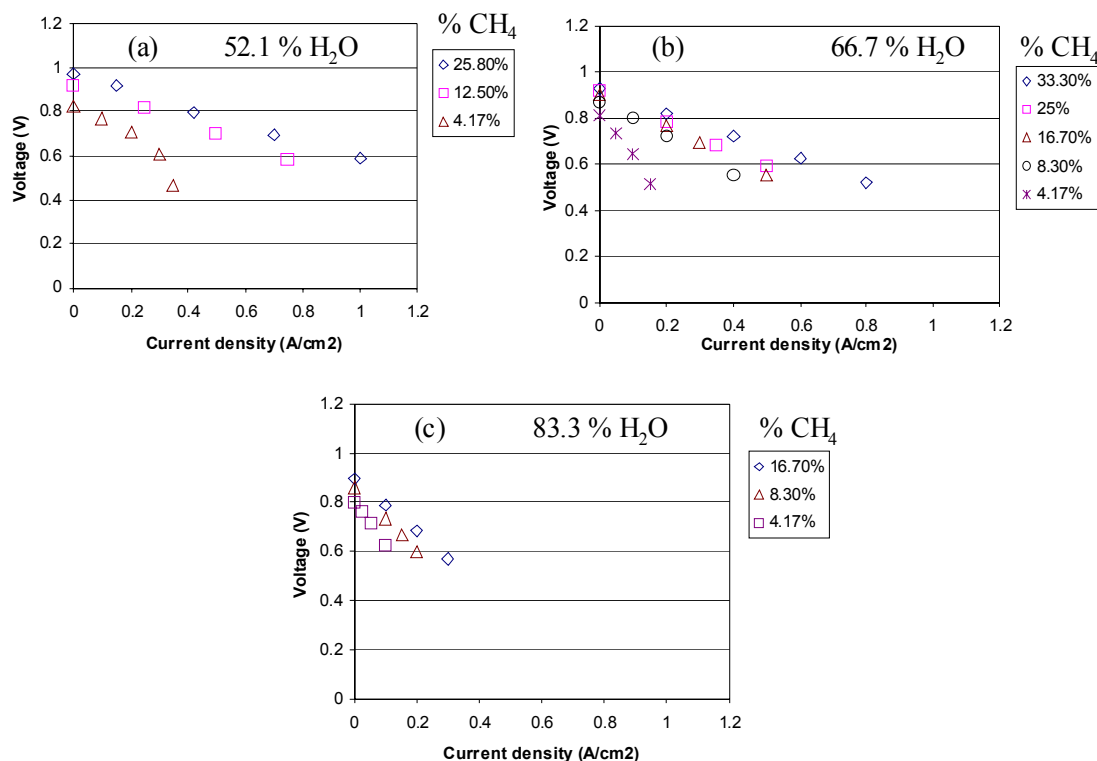 (a) 52.1 % H2O
% CH4
25.80%
12.50%
4.17%
1.2
1
0.8
0.6
0.4
0.2
0
Voltage (V)
0 0.2 0.4 0.6 0.8 1 1.2
Current density (A/cm2)
(b) 66.7 % H2O
% CH4
33.30%
25%
16.70%
8.30%
4.17%
1.2
1
0.8
0.6
0.4
0.2
0
Voltage (V)
0 0.2 0.4 0.6 0.8 1 1.2
Current density (A/cm2)
(c) 83.3 % H2O
% CH4
16.70%
8.30%
4.17%
1.2
1
0.8
0.6
0.4
0.2
0
Voltage (V)
0 0.2 0.4 0.6 0.8 1 1.2
Current density (A/cm2)